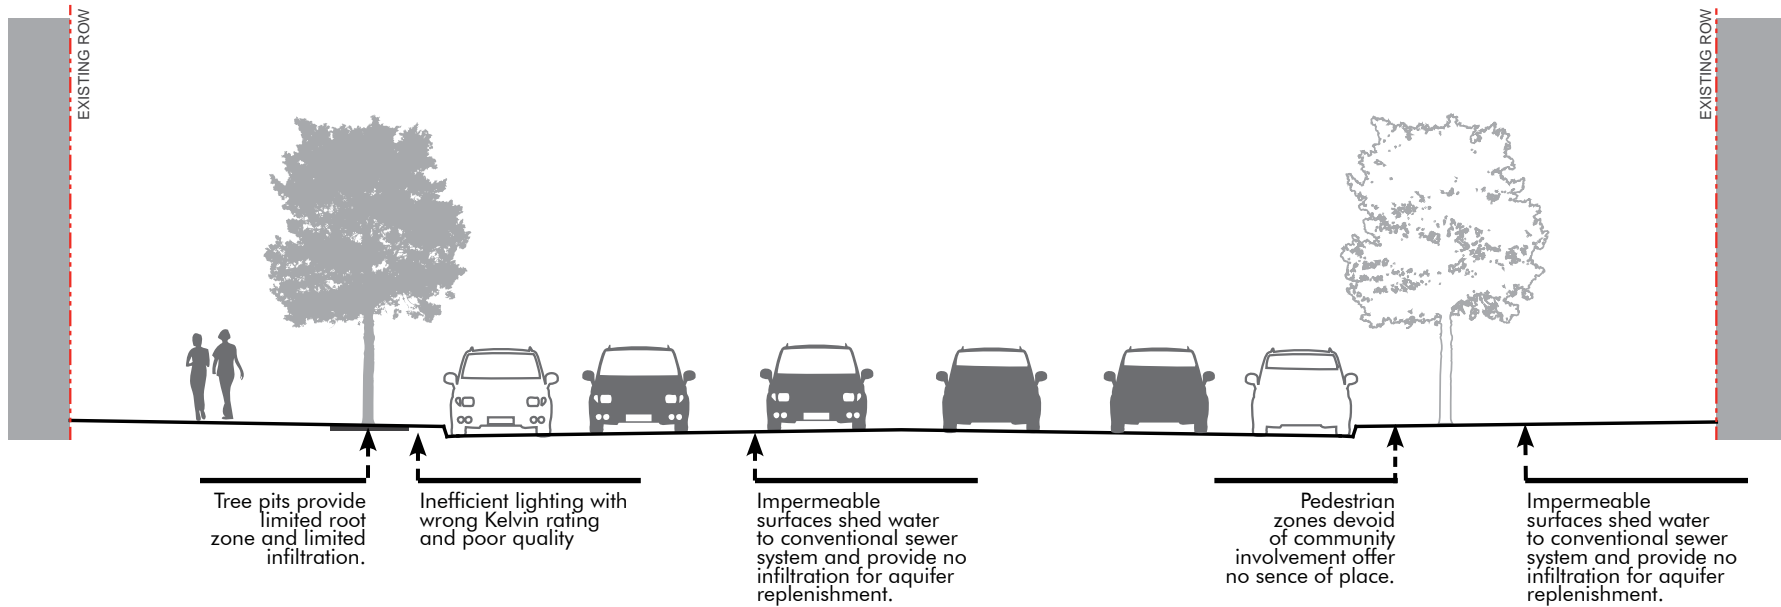 EXISTING ROW
EXISTING ROW
Tree pits provide
limited root
zone and limited
infiltration.
Inefficient lighting with
wrong Kelvin rating
and poor quality
Impermeable
surfaces shed water
to conventional sewer
system and provide no
infiltration for aquifer
replenishment.
Pedestrian
zones devoid
of community
involvement offer
no sence of place.
Impermeable
surfaces shed water
to conventional sewer
system and provide no
infiltration for aquifer
replenishment.